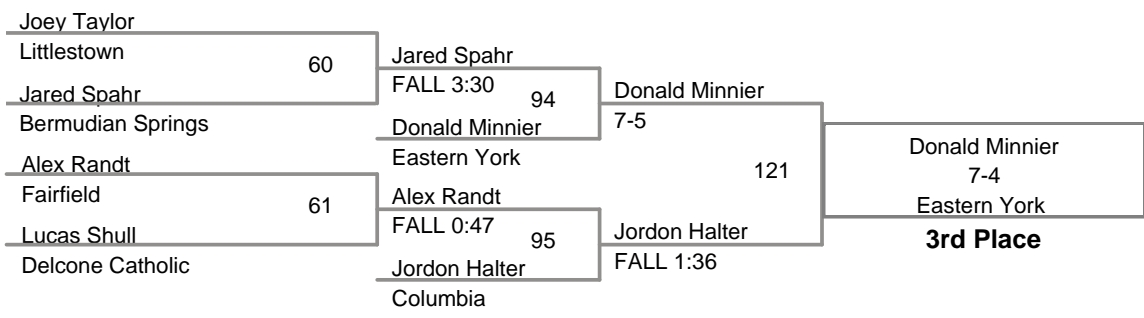 Joey Taylor
Littlestown
60
Jared Spahr
Bermudian Springs
Alex Randt
Fairfield
61
Lucas Shull
Delcone Catholic
Jared Spahr
FALL 3:30
94
Donald Minnier
Eastern York
Alex Randt
FALL 0:47
95
Jordon Halter
Columbia
Donald Minnier
7-5
121
Jordon Halter
FALL 1:36
Donald Minnier
7-4
Eastern York
3rd Place